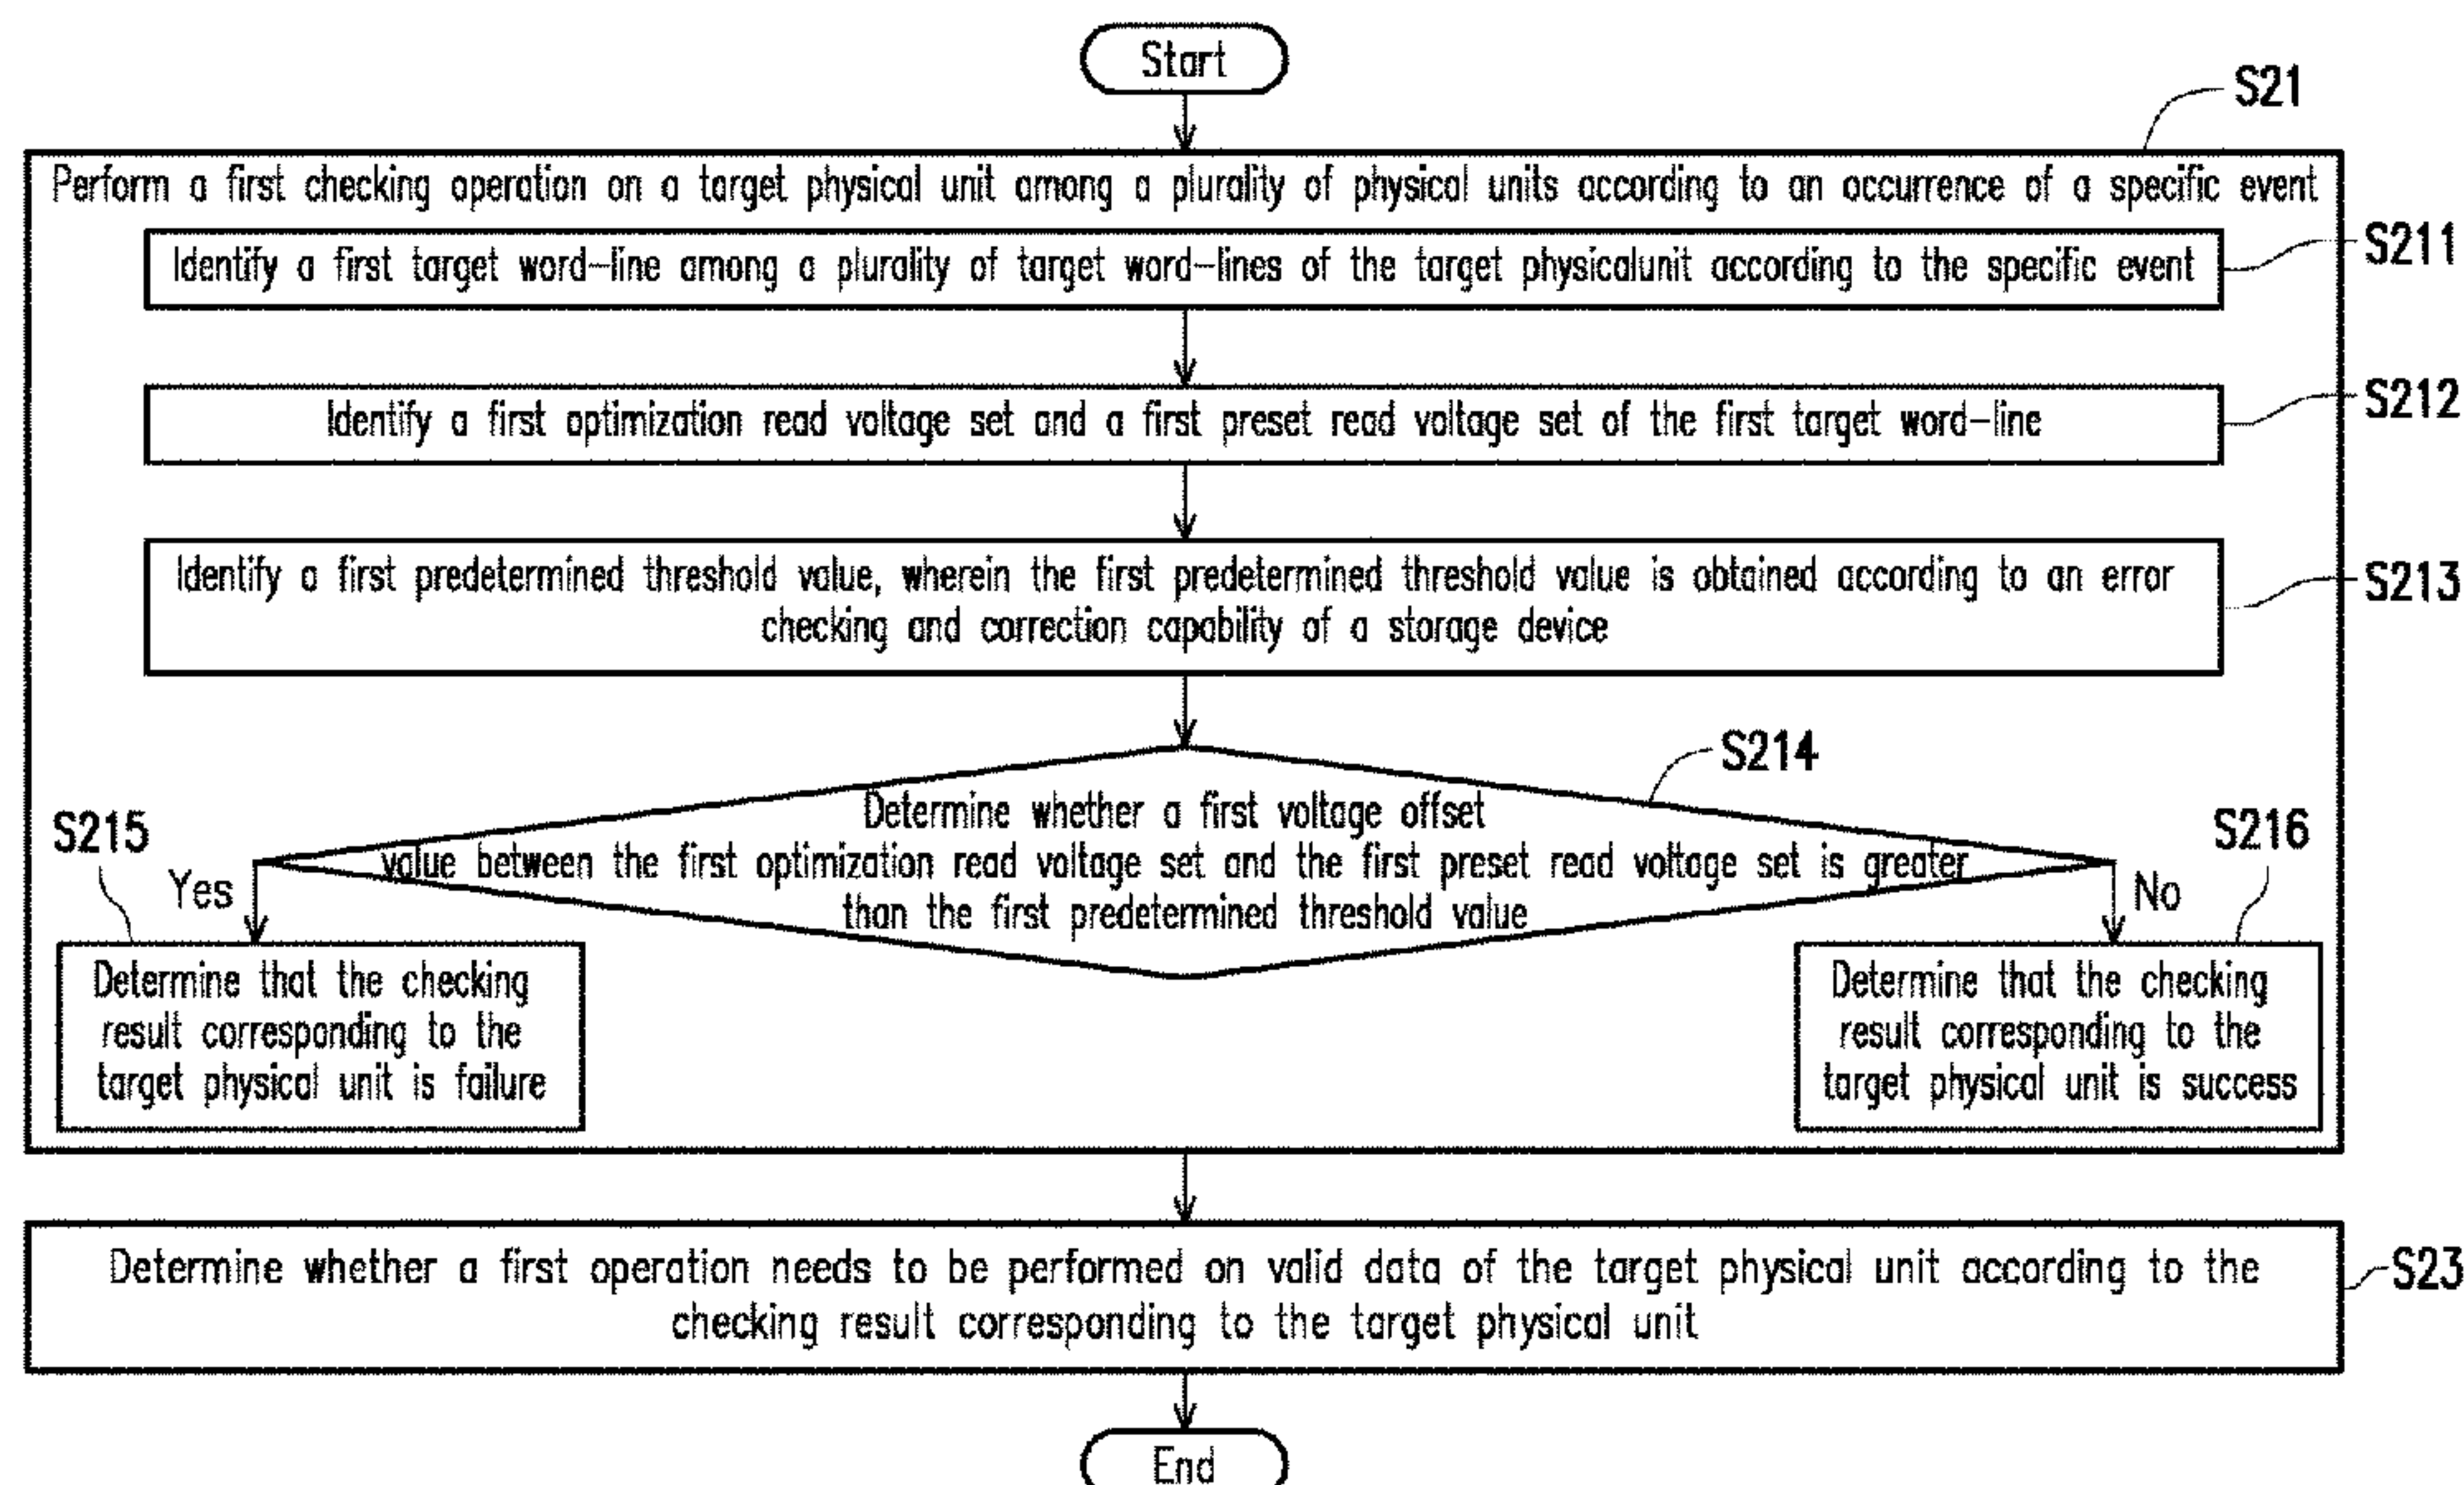 Start
S21
Perform a first checking operation on a target physical unit among a plurality of physical units according to an occurrence of a specific event
Identify a first target word-line among a plurality of target word-lines of the target physicalunit according to the specific event
S211
Identify a first optimization read voltage set and a first preset read voltage set of the first target word-line
S212
Identify a first predetermined threshold value, wherein the first predetermined threshold value is obtained according to an error
checking and correction capability of a storage device
S213
S214
Determine whether a first voltage offset
value between the first optimization read voltage set and the first preset read voltage set is greater
than the first predetermined threshold value
S215
Yes
S216
No
Determine that the checking
result corresponding to the
target physical unit is failure
Determine that the checking
result corresponding to the
target physical unit is success
Determine whether a first operation needs to be performed on valid data of the target physical unit according to the
checking result corresponding to the target physical unit
S23
End